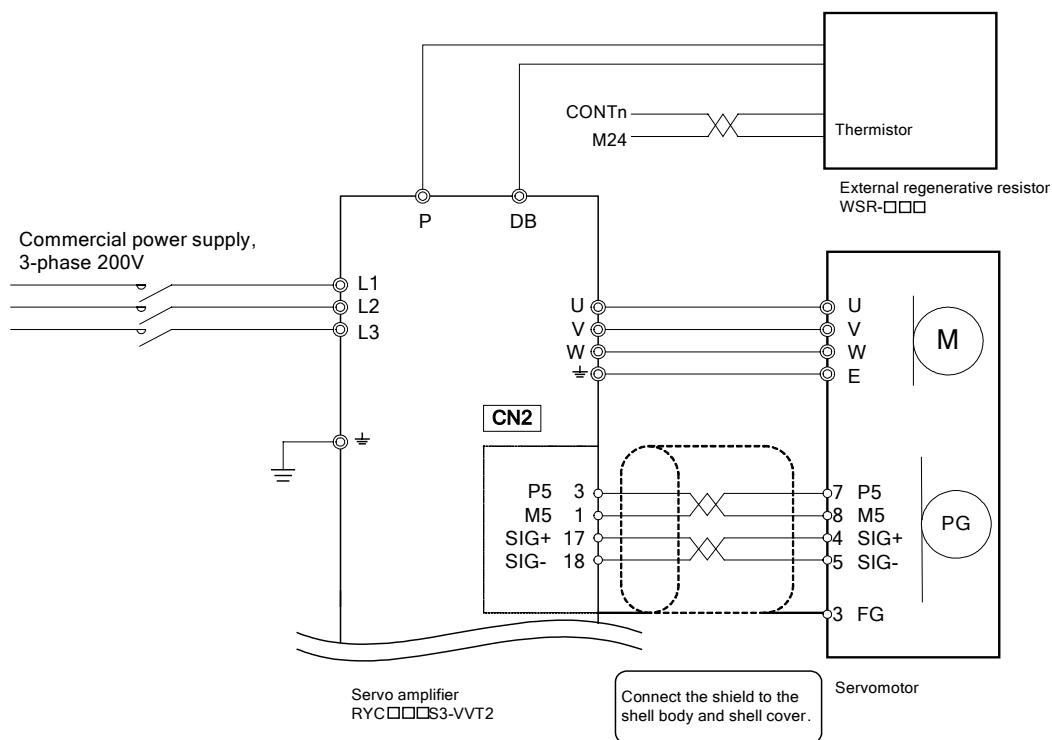 CONTn
M24
Thermistor
External regenerative resistor
WSR-□□□
P
DB
Commercial power supply,
3-phase 200V
L1
L2
L3
U
V
W
U
V
W
E
M
CN2
P5 3
M5 1
SIG+ 17
SIG- 18
7 P5
8 M5
4 SIG+
5 SIG-
3 FG
PG
Servo amplifier
RYC□□□S3-VVT2
Connect the shield to the
shell body and shell cover.
Servomotor